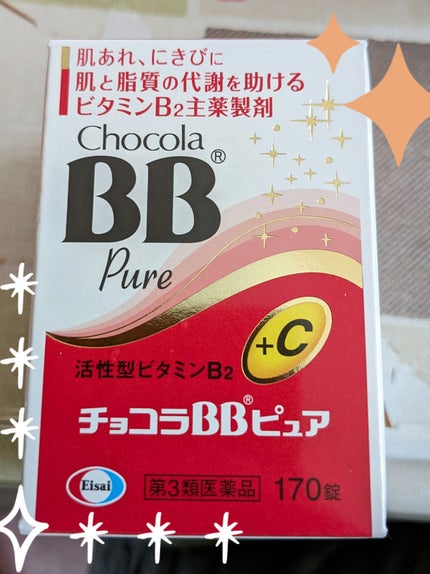 肌あれ、にきびに
肌と脂質の代謝を助ける
ビタミンB2主薬製剤
Chocola
BB®
Pure
+C
活性型ビタミンB2
チョコラBB®ピュア
Eisai 第3類医薬品 170錠